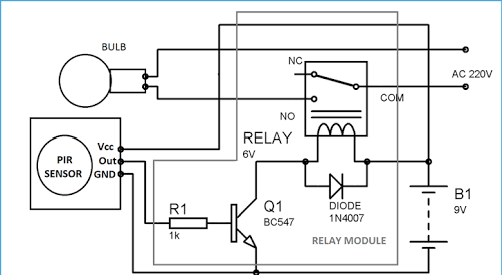 BULB
NC
AC 220V
COM
NO
RELAY
6V
Vcc
PIR
SENSOR
Out
GND
R1
1k
Q1
BC547
DIODE
1N4007
B1
9V
RELAY MODULE